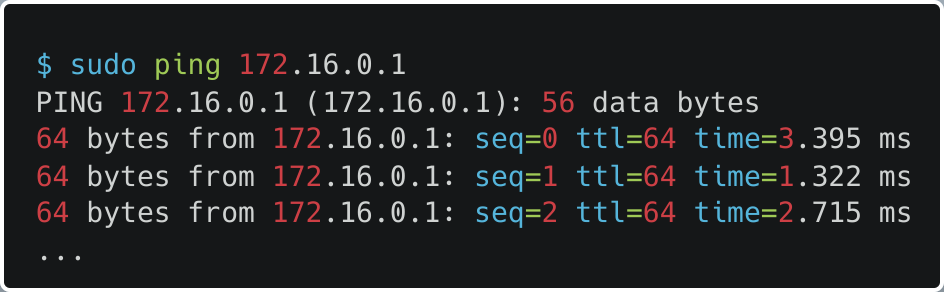 $ sudo ping 172.16.0.1
PING 172.16.0.1 (172.16.0.1): 56 data bytes
64 bytes from 172.16.0.1: seq=0 ttl=64 time=3.395 ms
64 bytes from 172.16.0.1: seq=1 ttl=64 time=1.322 ms
64 bytes from 172.16.0.1: seq=2 ttl=64 time=2.715 ms
...